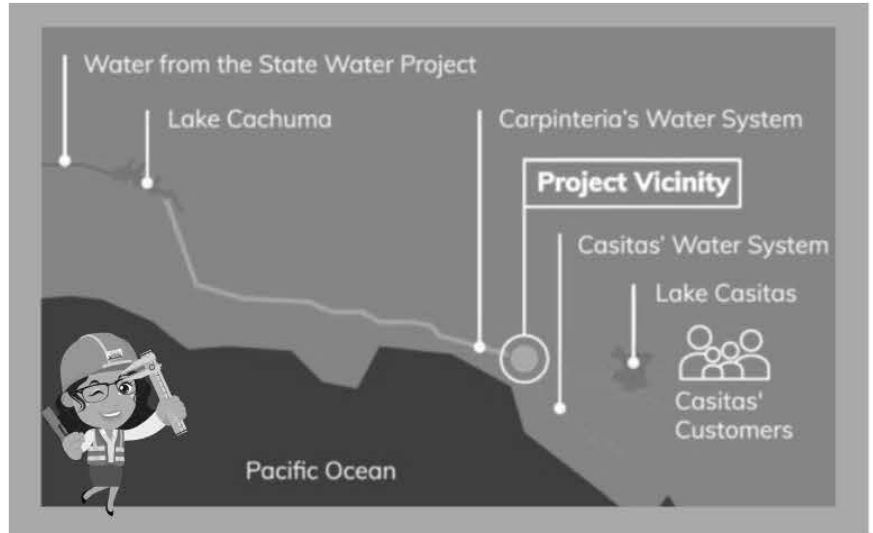 Water from the State Water Project
Lake Cachuma
Carpinteria's Water System
Project Vicinity
Casitas' Water System
Lake Casitas
Casitas'
Customers
Pacific Ocean